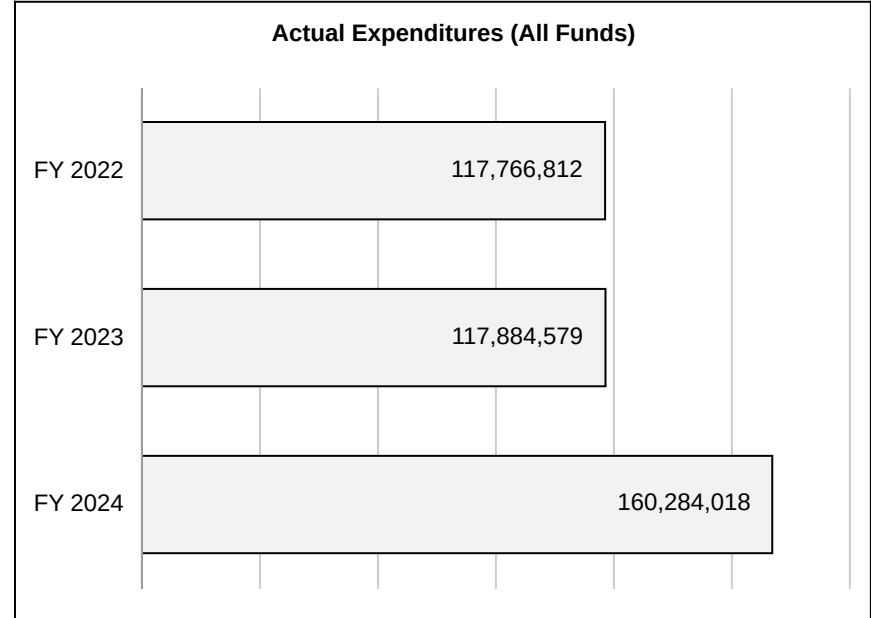 Actual Expenditures (All Funds)
FY 2022 117,766,812
FY 2023 117,884,579
FY 2024 160,284,018